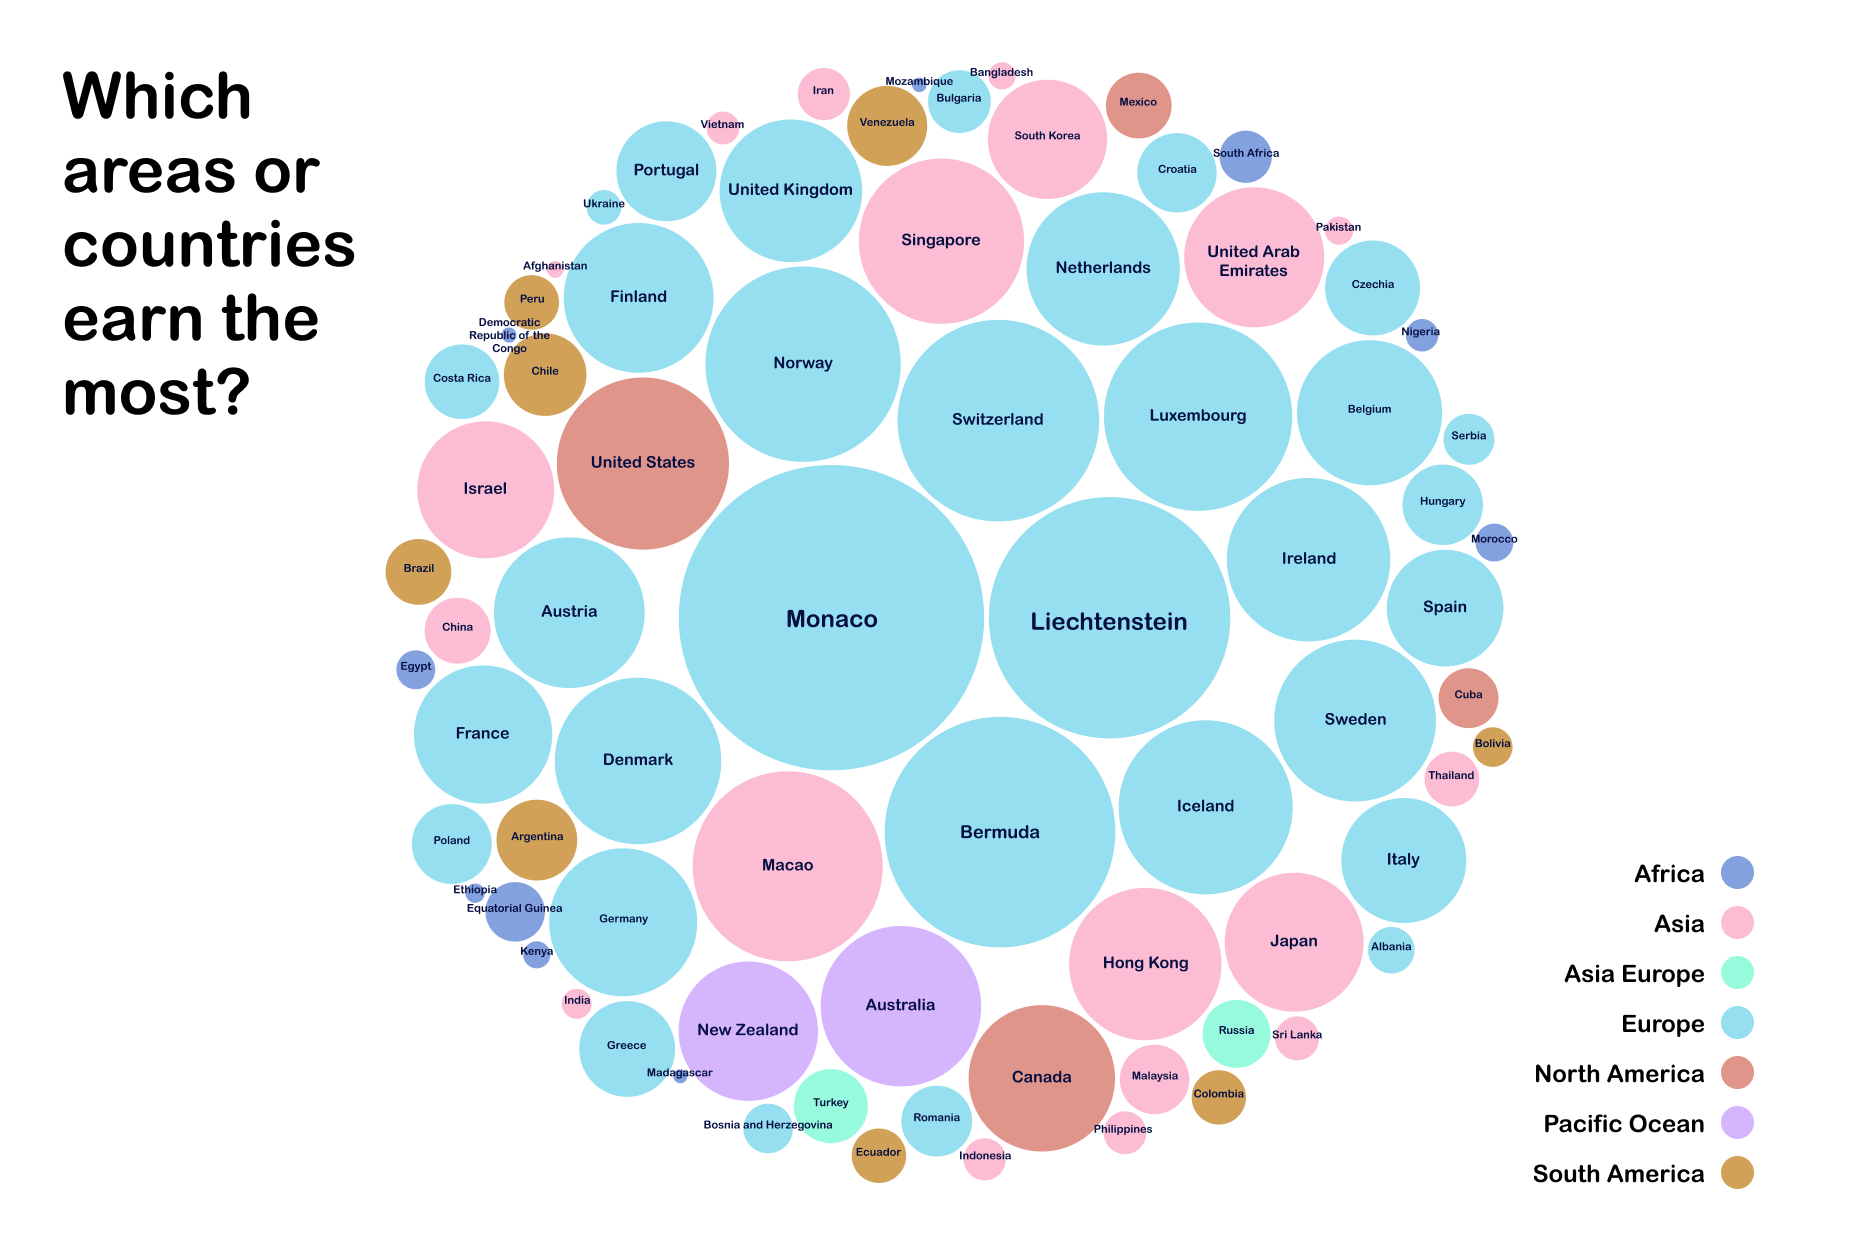 Which
areas or
countries
earn the
most?
Iran
Mozambique
Bangladesh
Bulgaria
Mexico
Venezuela
Vietnam
South Korea
South Africa
Croatia
Portugal
United Kingdom
Ukraine
Singapore
Pakistan
United Arab
Emirates
Netherlands
Afghanistan
Czechia
Peru
Finland
Democratic
Republic of the
Congo
Nigeria
Norway
Chile
Costa Rica
Belgium
Luxembourg
Switzerland
Serbia
United States
Israel
Hungary
Morocco
Ireland
Brazil
Spain
Austria
China
Monaco
Liechtenstein
Egypt
Cuba
Sweden
France
Bolivia
Denmark
Thailand
Iceland
Bermuda
Argentina
Poland
Italy
Macao
Ethiopia
Equatorial Guinea
Germany
Japan
Albania
Kenya
Hong Kong
India
Australia
New Zealand
Russia
Sri Lanka
Greece
Madagascar
Canada
Malaysia
Colombia
Turkey
Romania
Bosnia and Herzegovina
Philippines
Ecuador
Indonesia
Africa
Asia
Asia Europe
Europe
North America
Pacific Ocean
South America